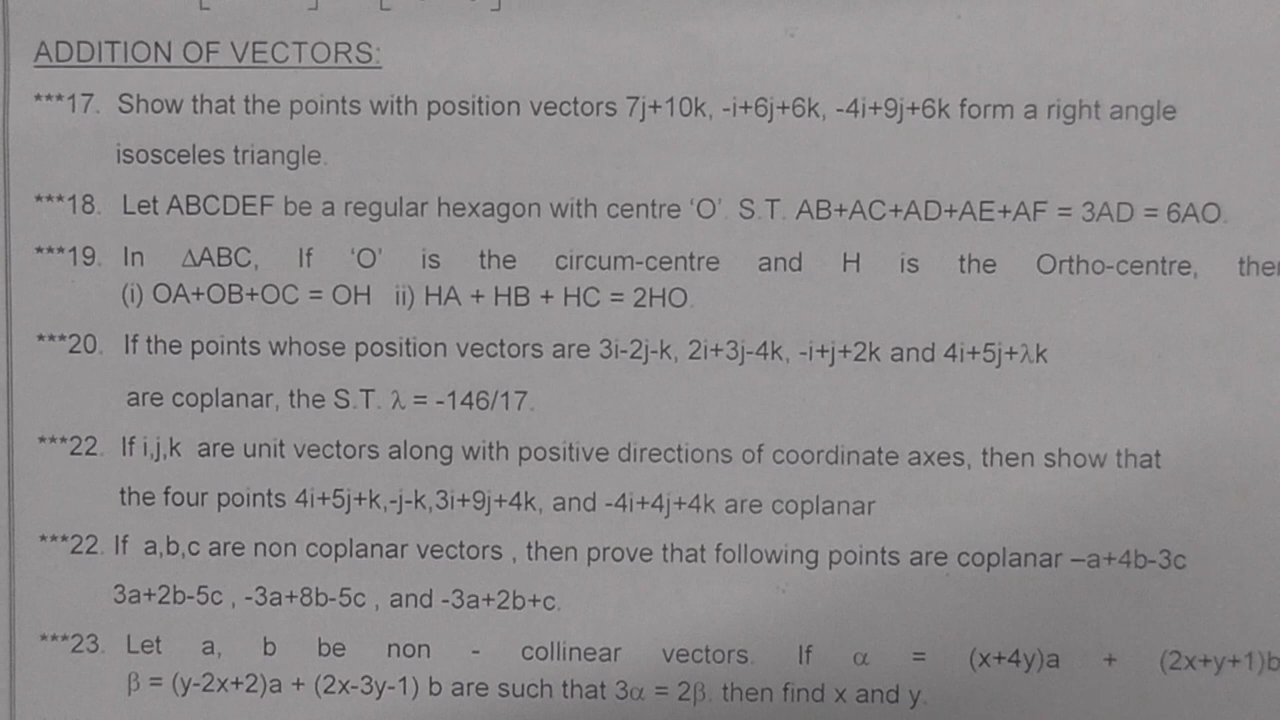 ADDITION OF VECTORS:
***17. Show that the points with position vectors 7j+10k, -i+6j+6k, -4i+9j+6k form a right angle
isosceles triangle.
***18. Let ABCDEF be a regular hexagon with centre 'O'. S.T. AB+AC+AD+AE+AF = 3AD = 6AO.
***19. In ΔABC, If 'O' is the circum-centre and H is the Ortho-centre, then
(i) OA+OB+OC = OH ii) HA + HB + HC = 2HO.
***20. If the points whose position vectors are 3i-2j-k, 2i+3j-4k, -i+j+2k and 4i+5j+λk
are coplanar, the S.T. λ = -146/17.
***22. If i,j,k are unit vectors along with positive directions of coordinate axes, then show that
the four points 4i+5j+k,-j-k,3i+9j+4k, and -4i+4j+4k are coplanar
***22. If a,b,c are non coplanar vectors , then prove that following points are coplanar –a+4b-3c
3a+2b-5c , -3a+8b-5c , and -3a+2b+c.
***23. Let a, b be non - collinear vectors. If α = (x+4y)a + (2x+y+1)b
β = (y-2x+2)a + (2x-3y-1) b are such that 3α = 2β. then find x and y.